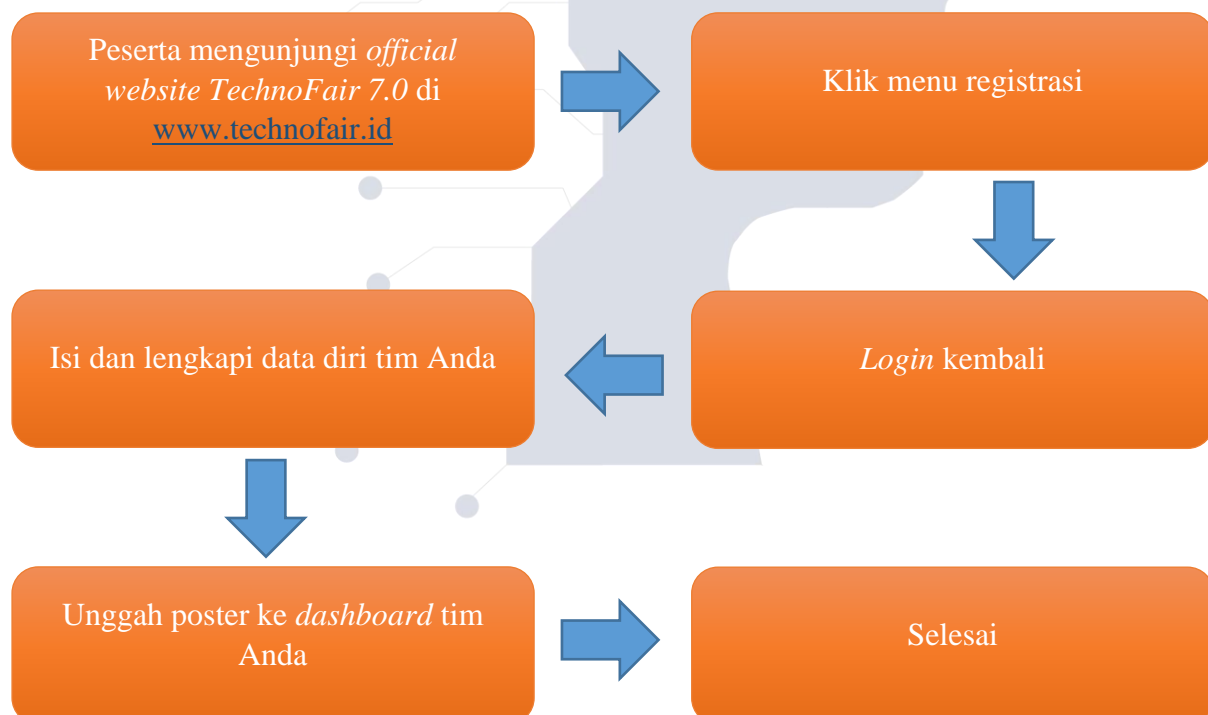 Peserta mengunjungi official
website TechnoFair 7.0 di
www.technofair.id
Klik menu registrasi
Login kembali
Isi dan lengkapi data diri tim Anda
Unggah poster ke dashboard tim
Anda
Selesai